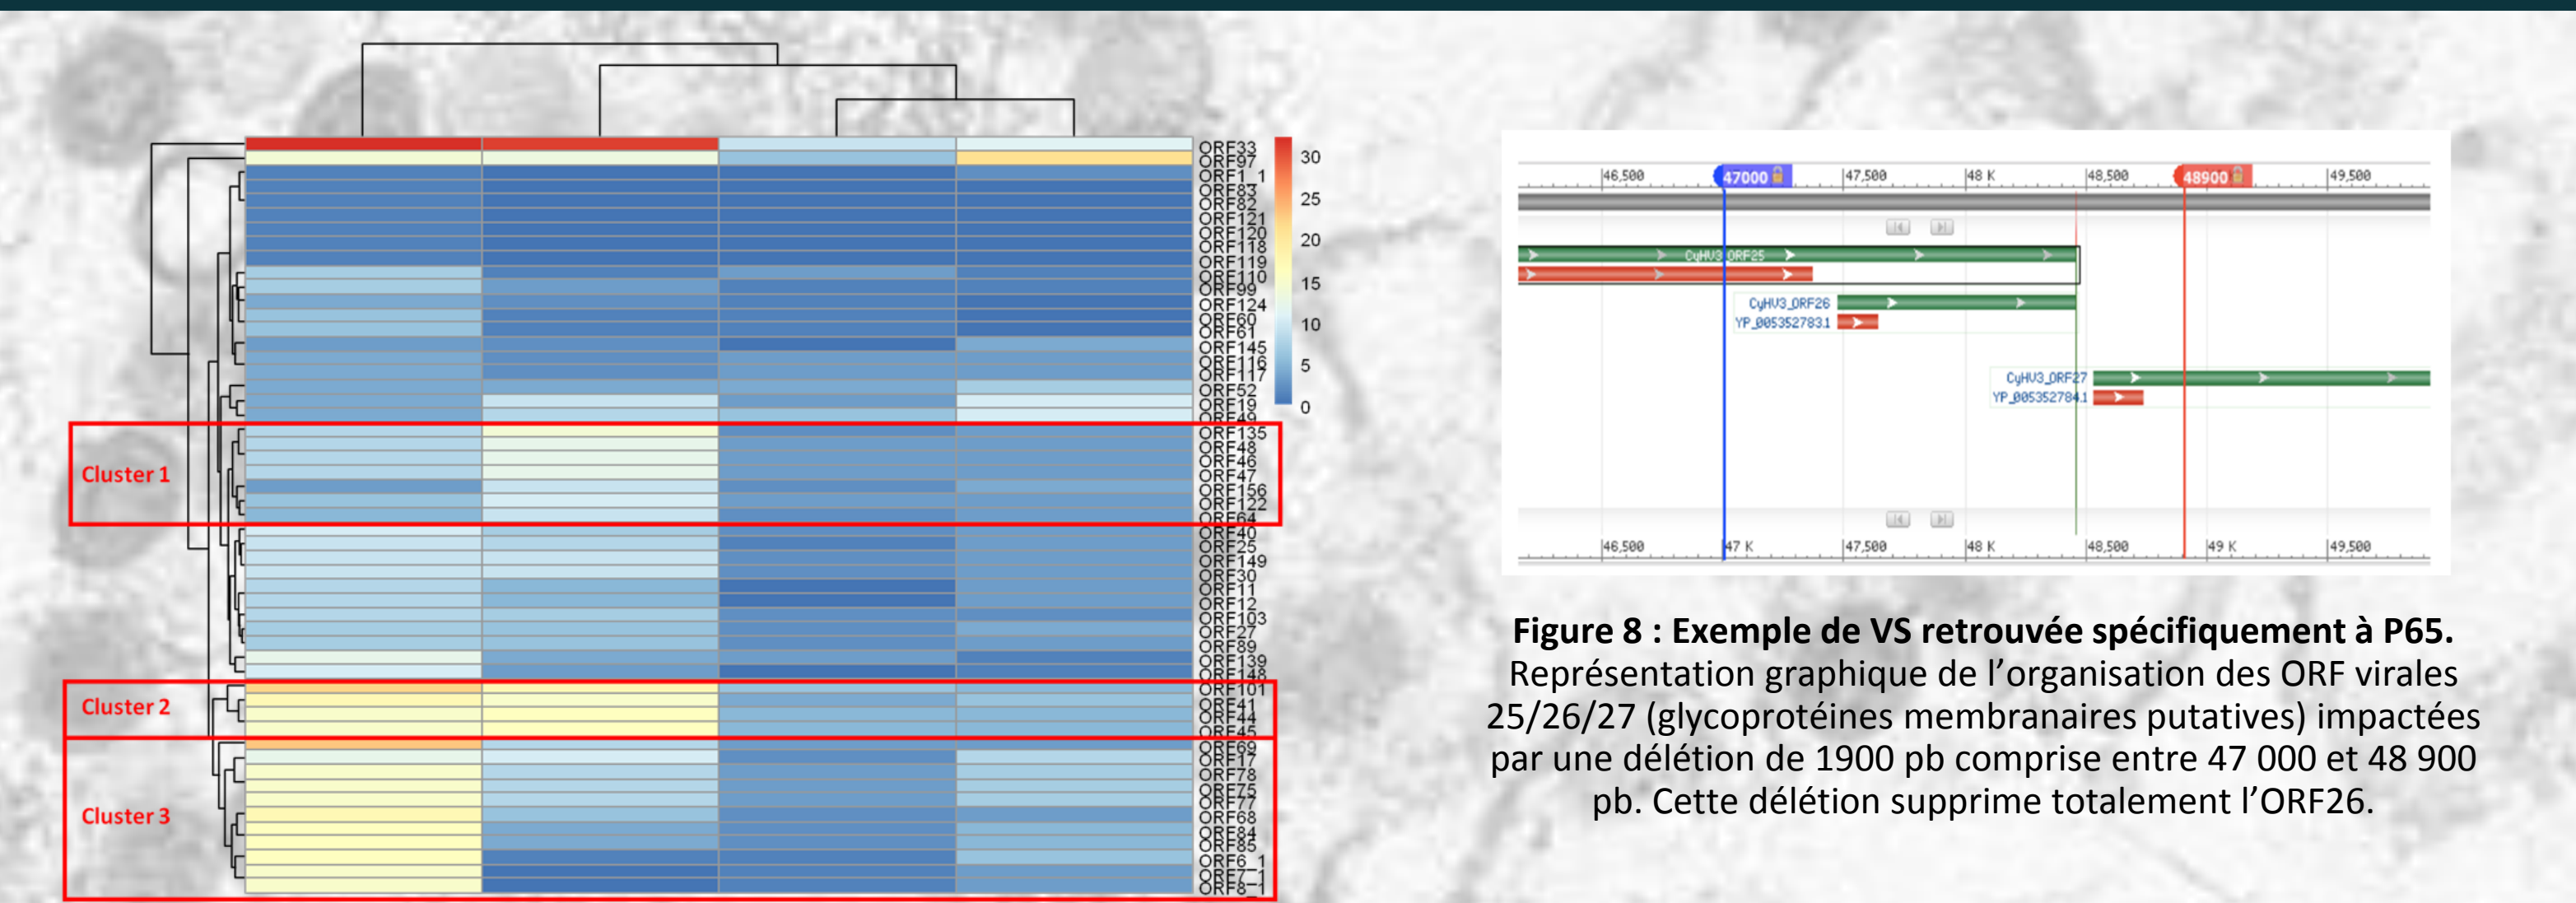 ORF33
ORF97
ORF1_1
ORF83
ORF82
ORF121
ORF120
ORF118
ORF119
ORF110
ORF99
ORF124
ORF60
ORF61
ORF145
ORF116
ORF117
ORF52
ORF19
ORF49
ORF135
ORF48
ORF46
ORF47
ORF156
ORF122
ORF64
ORF40
ORF25
ORF149
ORF30
ORF11
ORF12
ORF103
ORF27
ORF89
ORF139
ORF148
ORF101
ORF41
ORF44
ORF45
ORF69
ORF17
ORF78
ORF75
ORF77
ORF68
ORF84
ORF85
ORF6_1
ORF7_1
ORF8_1
30
25
20
15
10
5
0
Cluster 1
Cluster 2
Cluster 3
46,500
47000
47,500
48 K
48,500
48900
49,500
CyHV3_ORF25
CyHV3_ORF26
YP_005352783.1
CyHV3_ORF27
YP_005352784.1
46,500
47 K
47,500
48 K
48,500
49 K
49,500
Figure 8 : Exemple de VS retrouvée spécifiquement à P65.
Représentation graphique de l'organisation des ORF virales
25/26/27 (glycoprotéines membranaires putatives) impactées
par une délétion de 1900 pb comprise entre 47 000 et 48 900
pb. Cette délétion supprime totalement l'ORF26.